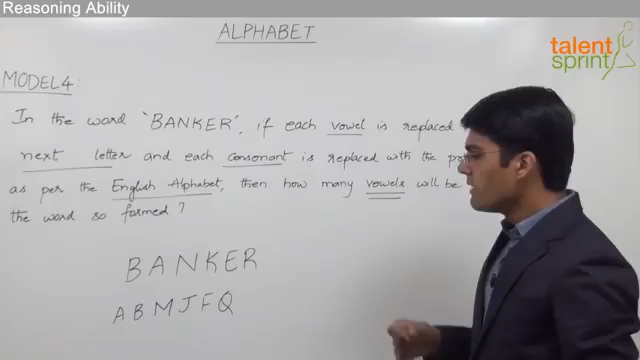 Reasoning Ability
ALPHABET
talent
sprint
MODEL 4:
In the word 'BANKER', if each vowel is replaced
next letter and each consonant is replaced with the
as per the English Alphabet, then how many vowels will be
the word so formed?
BANKER
ABMJFQ